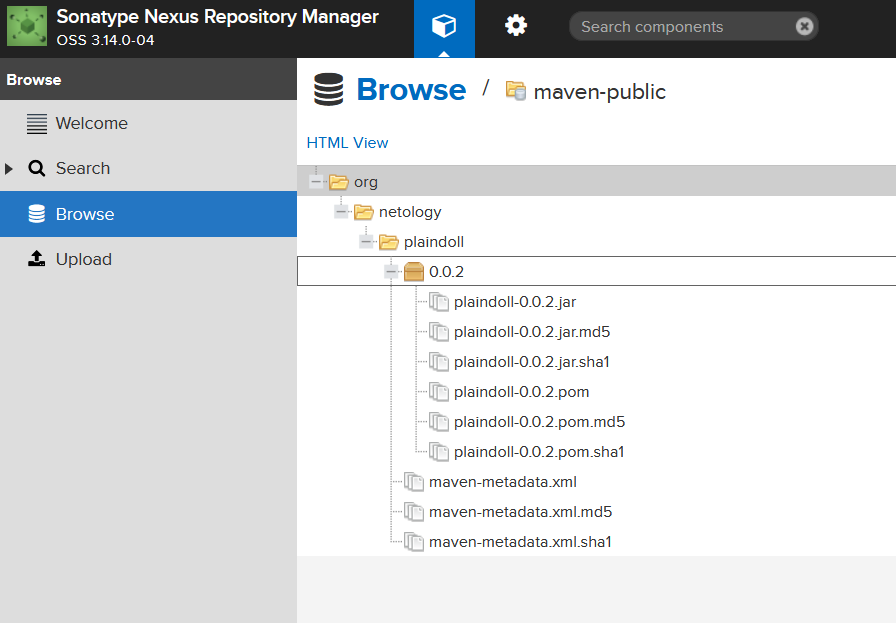 Sonatype Nexus Repository Manager
OSS 3.14.0-04
Search components
Browse
Welcome
Search
Browse
Upload
Browse / maven-public
HTML View
org
netology
plaindoll
0.0.2
plaindoll-0.0.2.jar
plaindoll-0.0.2.jar.md5
plaindoll-0.0.2.jar.sha1
plaindoll-0.0.2.pom
plaindoll-0.0.2.pom.md5
plaindoll-0.0.2.pom.sha1
maven-metadata.xml
maven-metadata.xml.md5
maven-metadata.xml.sha1